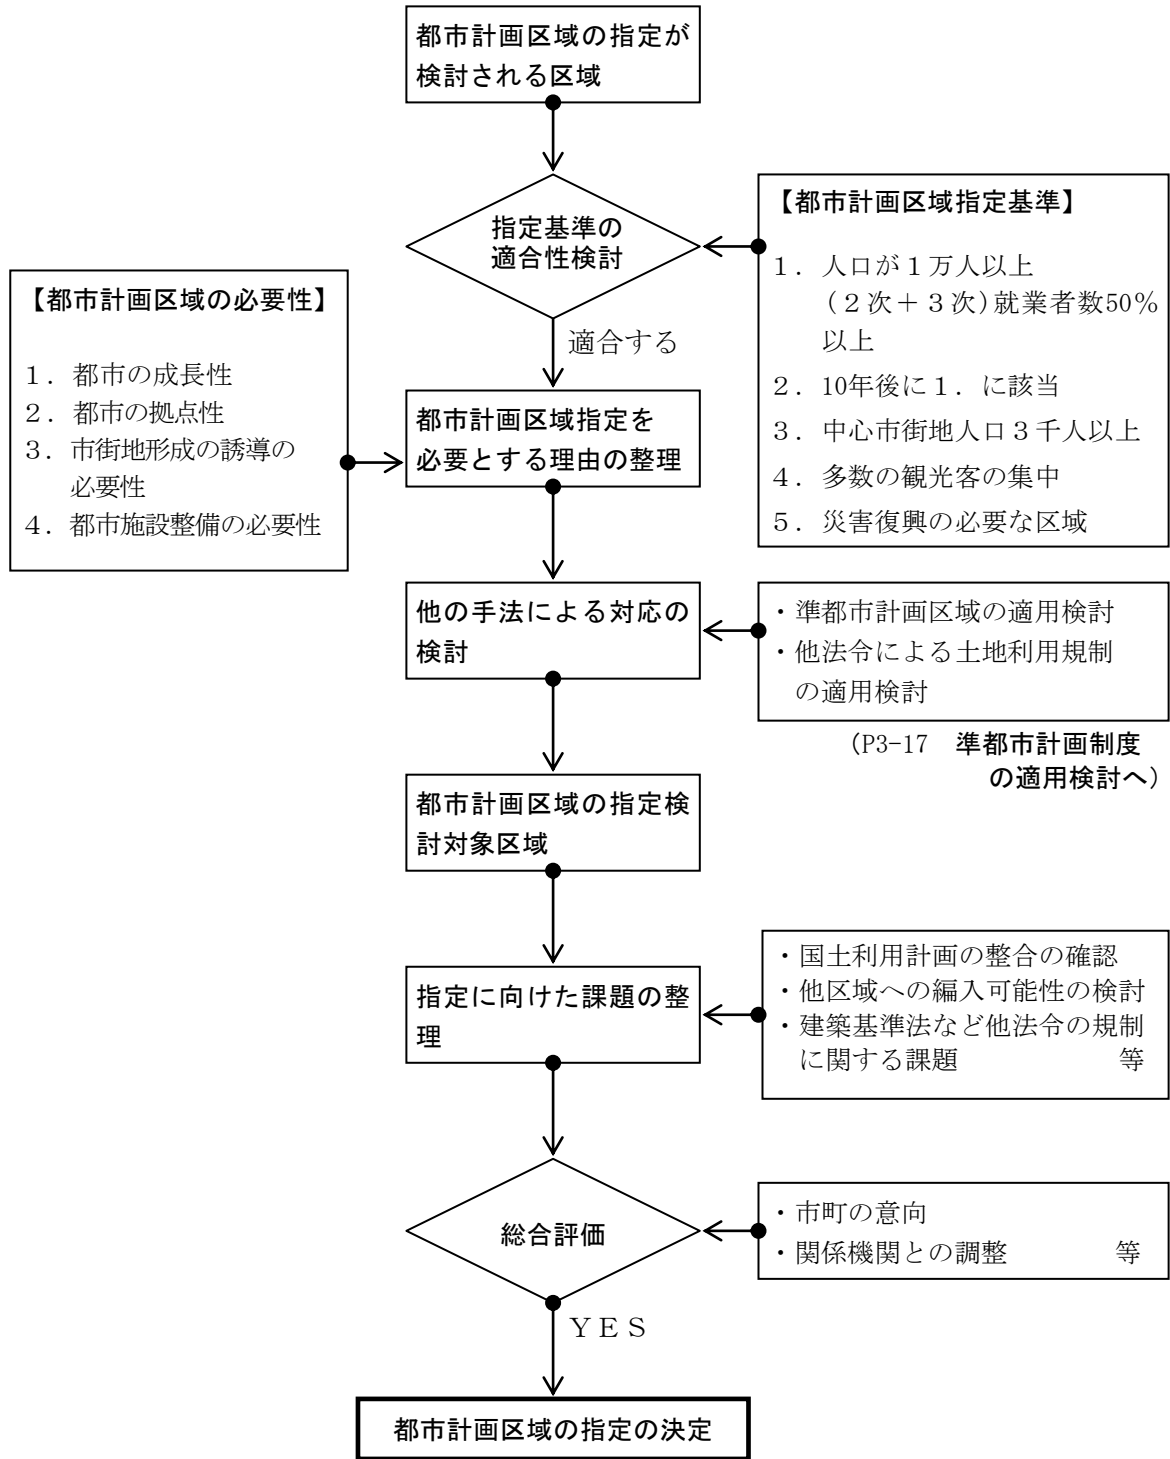 都市計画区域の指定が
検討される区域
指定基準の
適合性検討
【都市計画区域指定基準】
1．人口が１万人以上
（２次＋３次）就業者数50％
以上
2．10年後に１．に該当
3．中心市街地人口３千人以上
4．多数の観光客の集中
5．災害復興の必要な区域
適合する
【都市計画区域の必要性】
1．都市の成長性
2．都市の拠点性
3．市街地形成の誘導の
必要性
4．都市施設整備の必要性
都市計画区域指定を
必要とする理由の整理
他の手法による対応の
検討
・準都市計画区域の適用検討
・他法令による土地利用規制
の適用検討
（P3-17　準都市計画制度
の適用検討へ）
都市計画区域の指定検
討対象区域
指定に向けた課題の整
理
・国土利用計画の整合の確認
・他区域への編入可能性の検討
・建築基準法など他法令の規制
に関する課題　　　　　　等
総合評価
・市町の意向
・関係機関との調整　　　　等
ＹＥＳ
都市計画区域の指定の決定